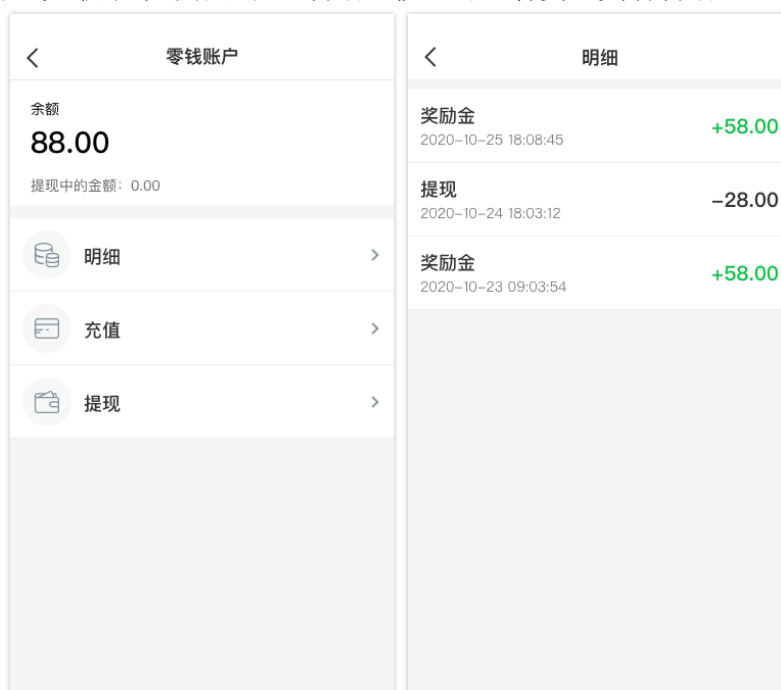 零钱账户
余额
88.00
提现中的金额：0.00
明细
充值
提现
明细
奖励金
2020-10-25 18:08:45
+58.00
提现
2020-10-24 18:03:12
-28.00
奖励金
2020-10-23 09:03:54
+58.00